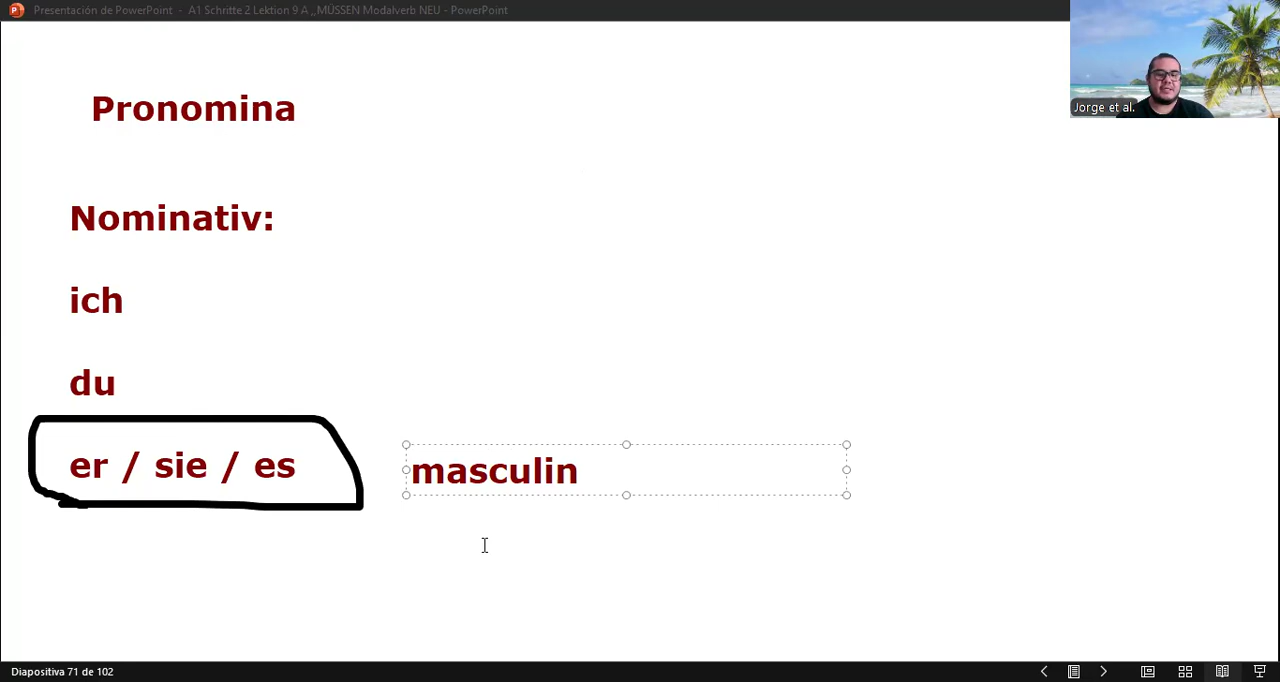 Presentación de PowerPoint - A1 Schritte 2 Lektion 9 A „MÜSSEN Modalverb NEU - PowerPoint
Jorge et al.
Pronomina
Nominativ:
ich
du
er / sie / es
masculin
Diapositiva 71 de 102